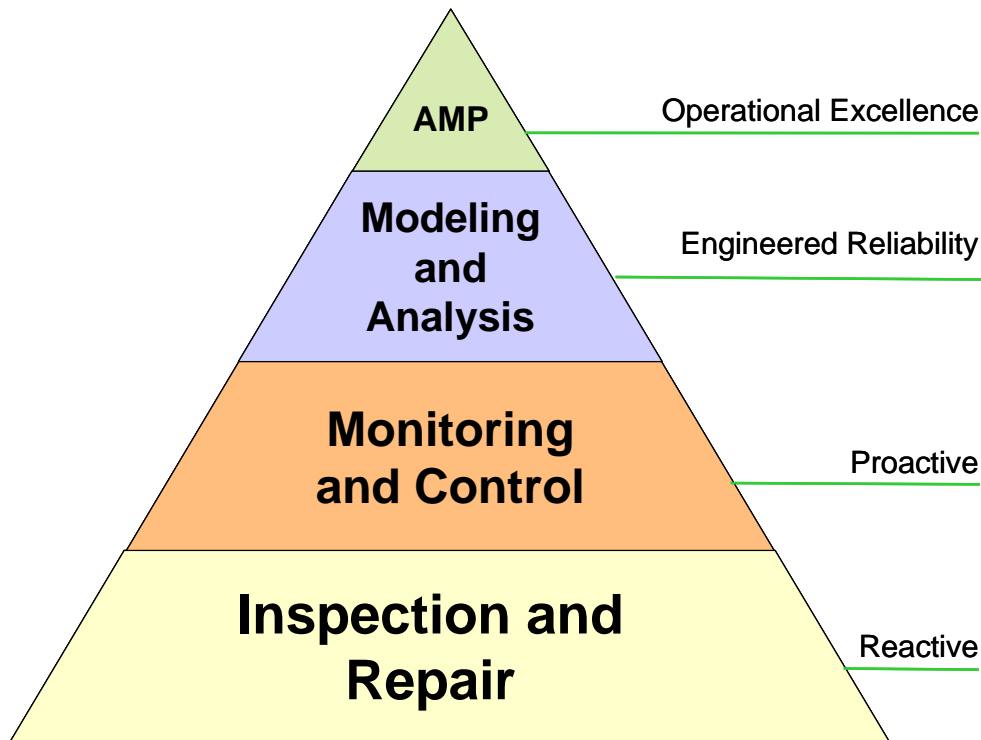 AMP
Operational Excellence
Modeling
and
Analysis
Engineered Reliability
Monitoring
and Control
Proactive
Inspection and
Repair
Reactive